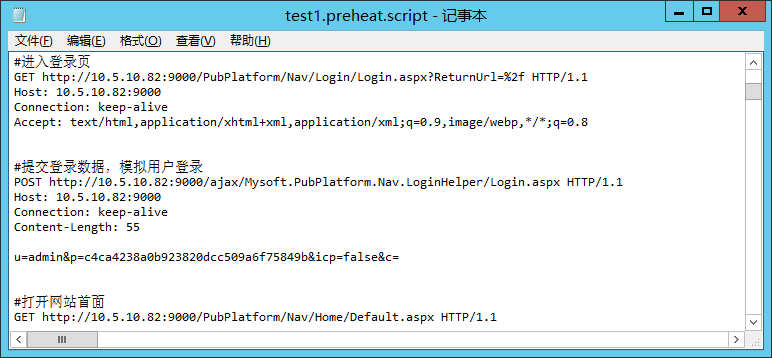 test1.preheat.script - 记事本
文件(F) 编辑(E) 格式(O) 查看(V) 帮助(H)
#进入登录页
GET http://10.5.10.82:9000/PubPlatform/Nav/Login/Login.aspx?ReturnUrl=%2f HTTP/1.1
Host: 10.5.10.82:9000
Connection: keep-alive
Accept: text/html,application/xhtml+xml,application/xml;q=0.9,image/webp,*/*;q=0.8
#提交登录数据，模拟用户登录
POST http://10.5.10.82:9000/ajax/Mysoft.PubPlatform.Nav.LoginHelper/Login.aspx HTTP/1.1
Host: 10.5.10.82:9000
Connection: keep-alive
Content-Length: 55
u=admin&p=c4ca4238a0b923820dcc509a6f75849b&icp=false&c=
#打开网站首面
GET http://10.5.10.82:9000/PubPlatform/Nav/Home/Default.aspx HTTP/1.1